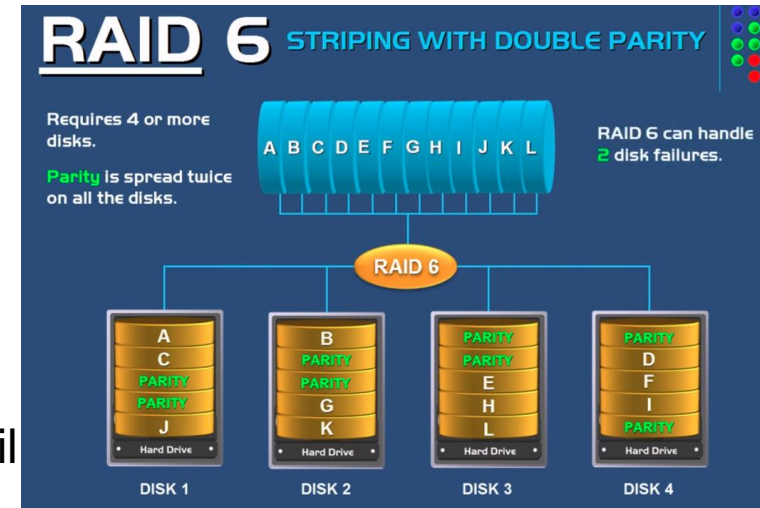 RAID 6 STRIPING WITH DOUBLE PARITY
Requires 4 or more
disks.
Parity is spread twice
on all the disks.
A B C D E F G H I J K L
RAID 6 can handle
2 disk failures.
RAID 6
A
C
PARITY
PARITY
J
Hard Drive
DISK 1
B
PARITY
PARITY
G
K
Hard Drive
DISK 2
PARITY
PARITY
E
H
L
Hard Drive
DISK 3
PARITY
D
F
I
PARITY
Hard Drive
DISK 4
il